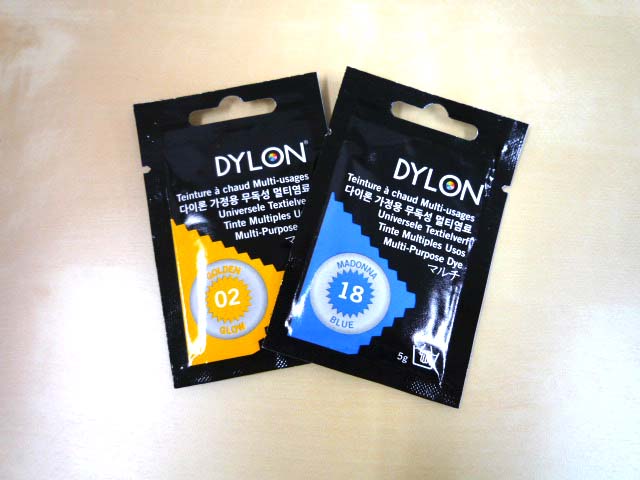 DYLON
Teinture à chaud Multi-usages
다이론 가정용 무독성 멀티염료
Universele Textielverf
Tinte Multiples Usos
Multi-Purpose Dye
マルチ
MADONNA
18
BLUE
5g
DYLON
Teinture à chaud Multi-usages
다이론 가정용 무독성 멀티염료
Universele
Tinte Multiples
Multi-Purpose
GOLDEN
02
GLOW